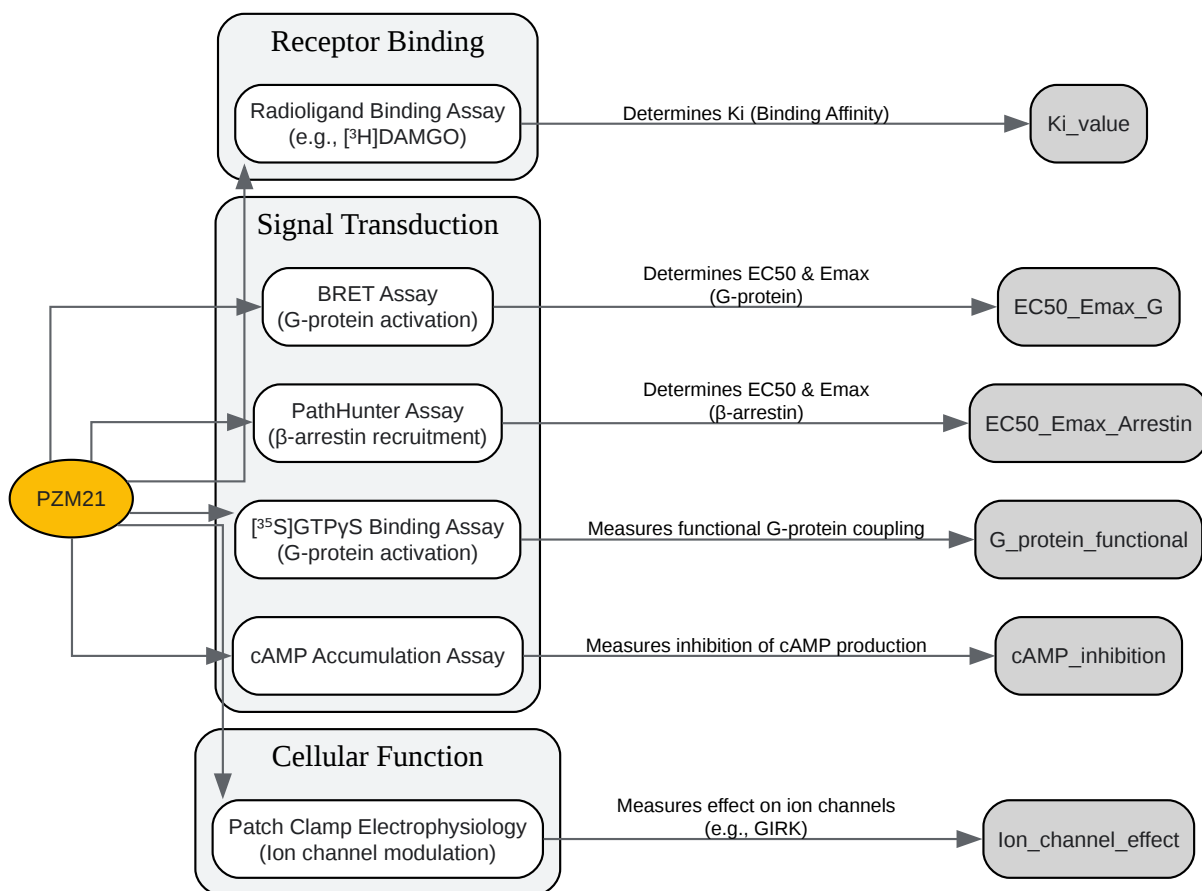 Receptor Binding
Radioligand Binding Assay
(e.g., [³H]DAMGO)
Determines Ki (Binding Affinity)
Ki_value
Signal Transduction
BRET Assay
(G-protein activation)
Determines EC50 & Emax
(G-protein)
EC50_Emax_G
PathHunter Assay
(β-arrestin recruitment)
Determines EC50 & Emax
(β-arrestin)
EC50_Emax_Arrestin
PZM21
[³⁵S]GTPγS Binding Assay
(G-protein activation)
Measures functional G-protein coupling
G_protein_functional
cAMP Accumulation Assay
Measures inhibition of cAMP production
cAMP_inhibition
Cellular Function
Patch Clamp Electrophysiology
(Ion channel modulation)
Measures effect on ion channels
(e.g., GIRK)
Ion_channel_effect